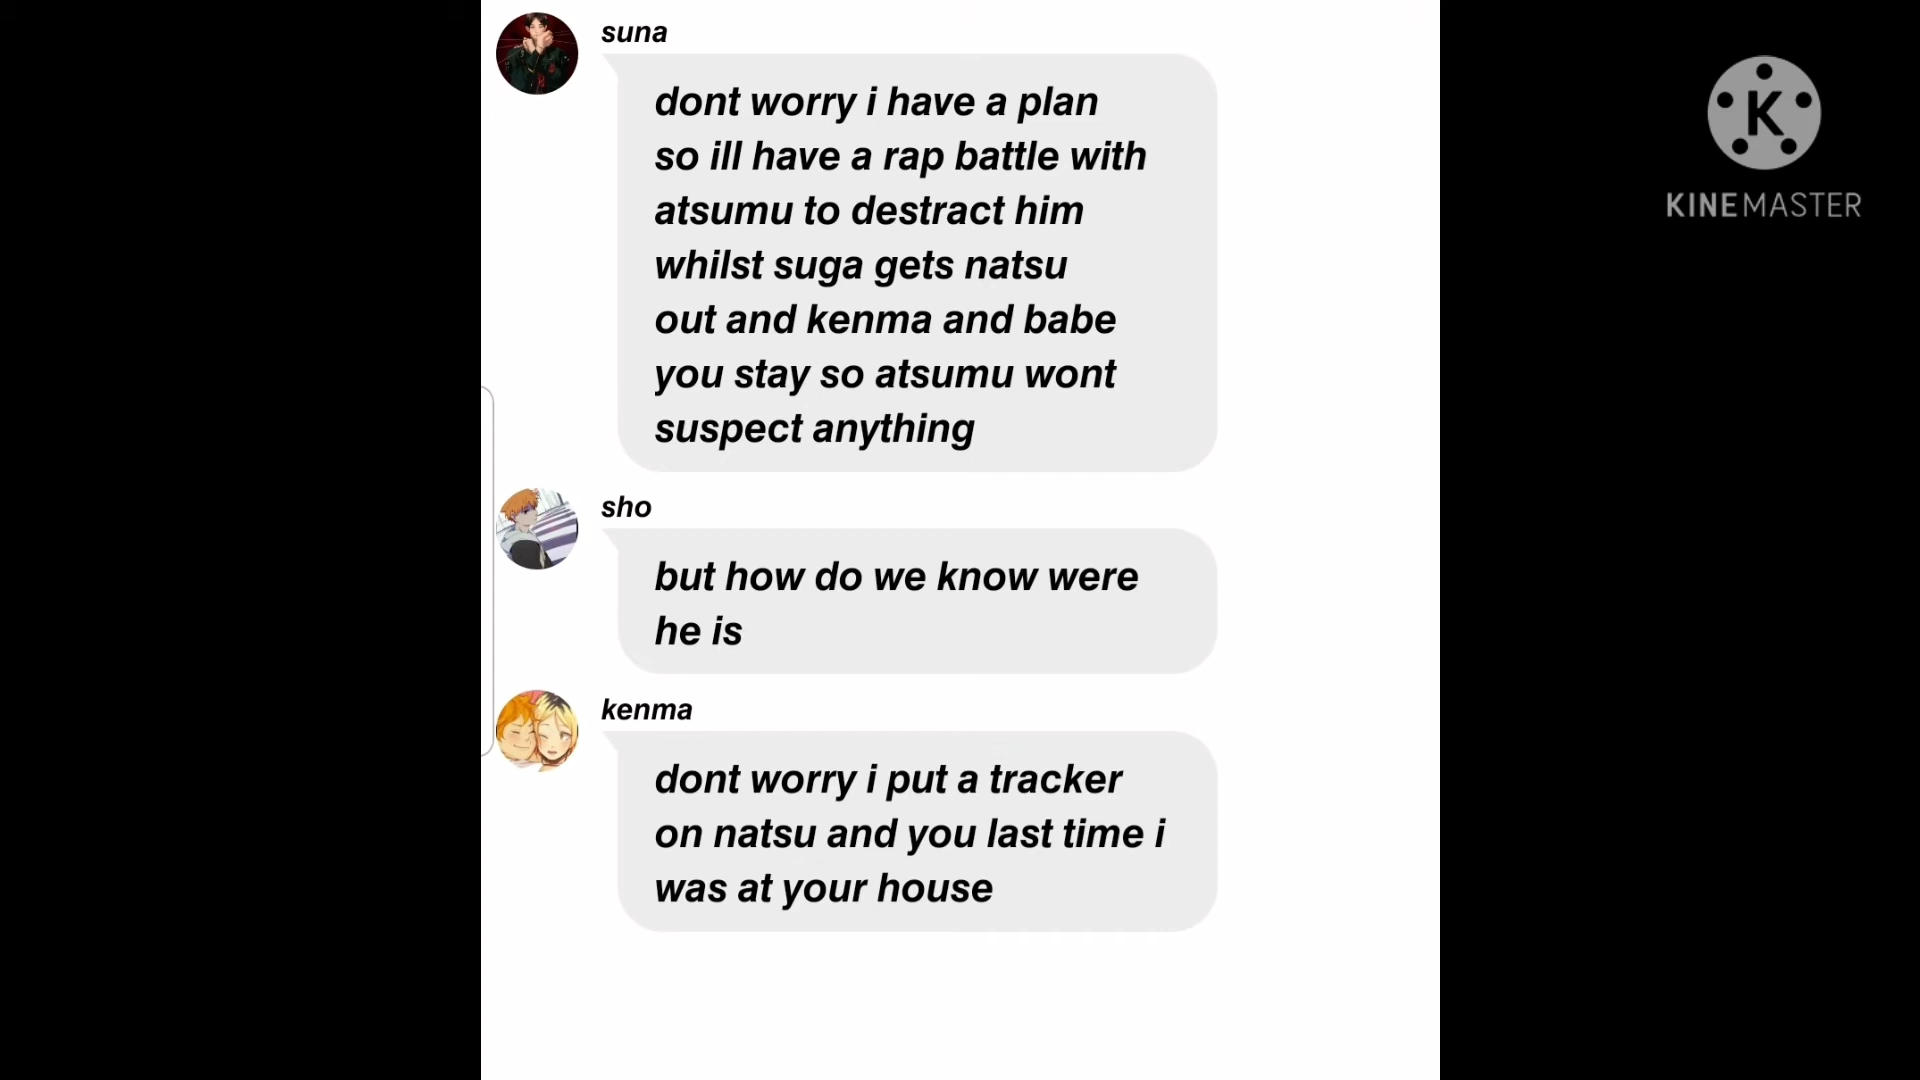 suna
dont worry i have a plan
so ill have a rap battle with
atsumu to destract him
whilst suga gets natsu
out and kenma and babe
you stay so atsumu wont
suspect anything
sho
but how do we know were
he is
kenma
dont worry i put a tracker
on natsu and you last time i
was at your house
K
KINEMASTER